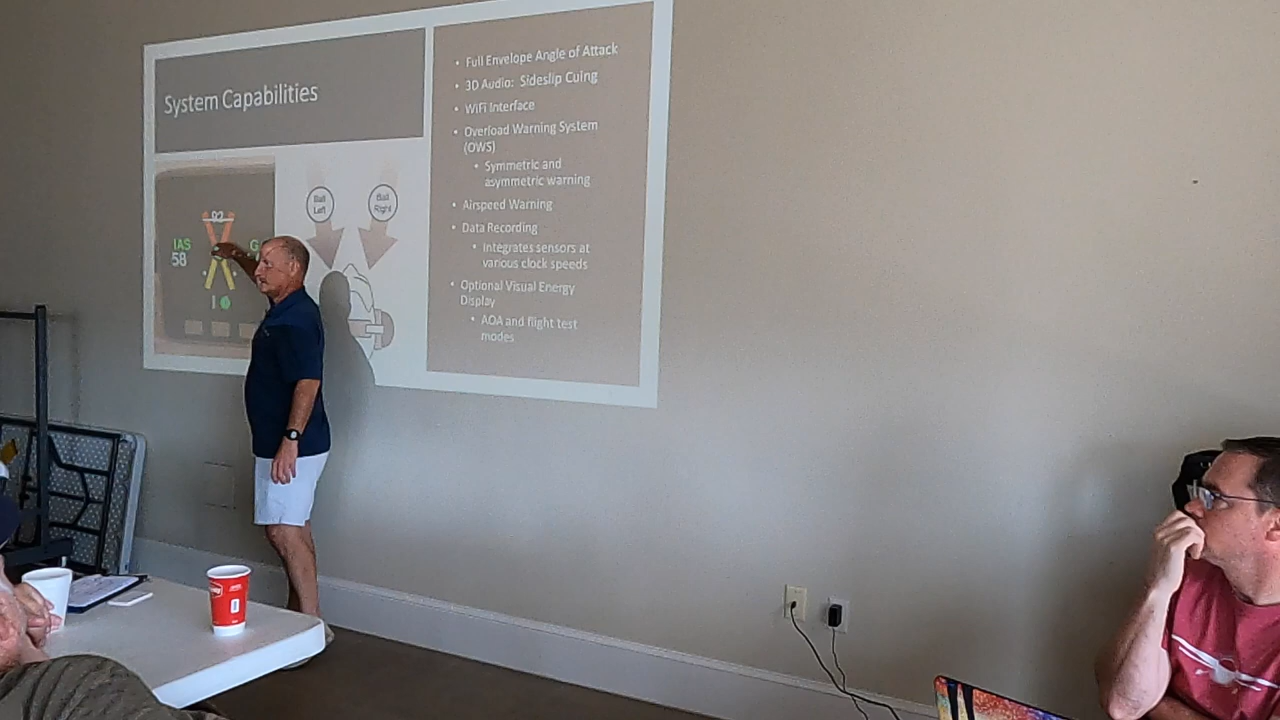 System Capabilities
93
IAS
58
G
Ball
Left
Ball
Right
• Full Envelope Angle of Attack
• 3D Audio: Sideslip Cuing
• WiFi Interface
• Overload Warning System
(OWS)
• Symmetric and
asymmetric warning
• Airspeed Warning
• Data Recording
• Integrates sensors at
various clock speeds
• Optional Visual Energy
Display
• AOA and flight test
modes